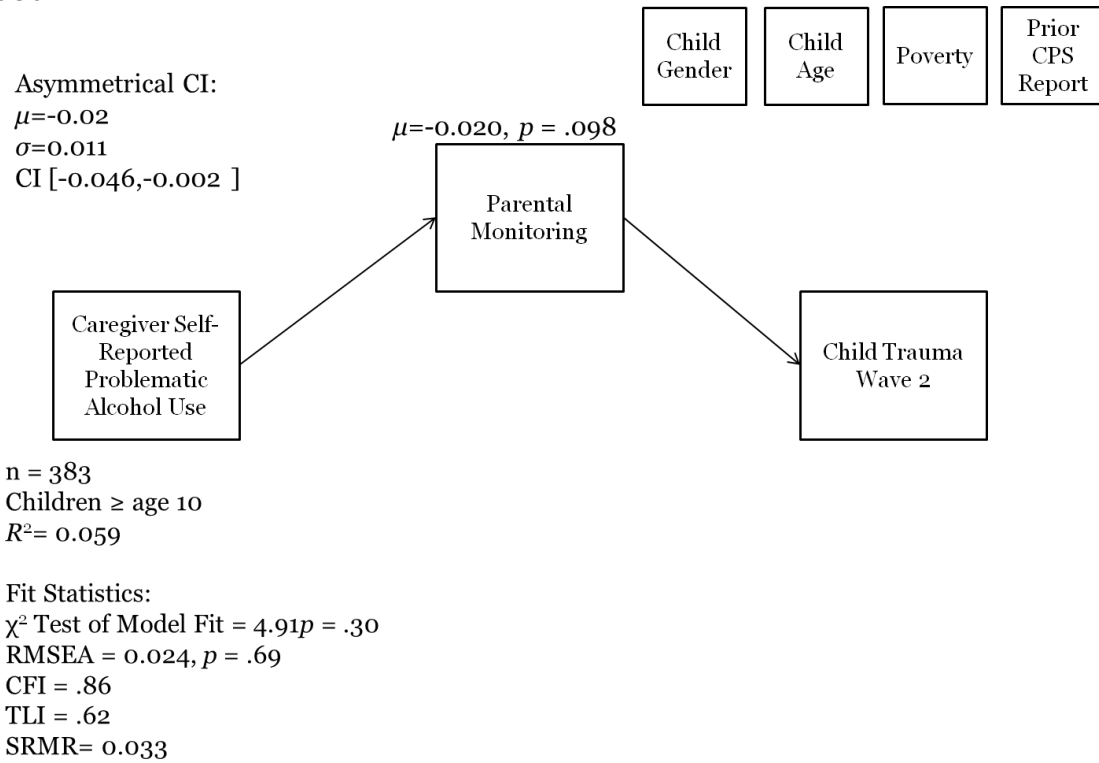 Child
Gender
Child
Age
Poverty
Prior
CPS
Report
Asymmetrical CI:
μ=-0.02
σ=0.011
CI [-0.046,-0.002 ]
μ=-0.020, p = .098
Parental
Monitoring
Caregiver Self-
Reported
Problematic
Alcohol Use
Child Trauma
Wave 2
n = 383
Children ≥ age 10
R²= 0.059
Fit Statistics:
χ² Test of Model Fit = 4.91p = .30
RMSEA = 0.024, p = .69
CFI = .86
TLI = .62
SRMR= 0.033